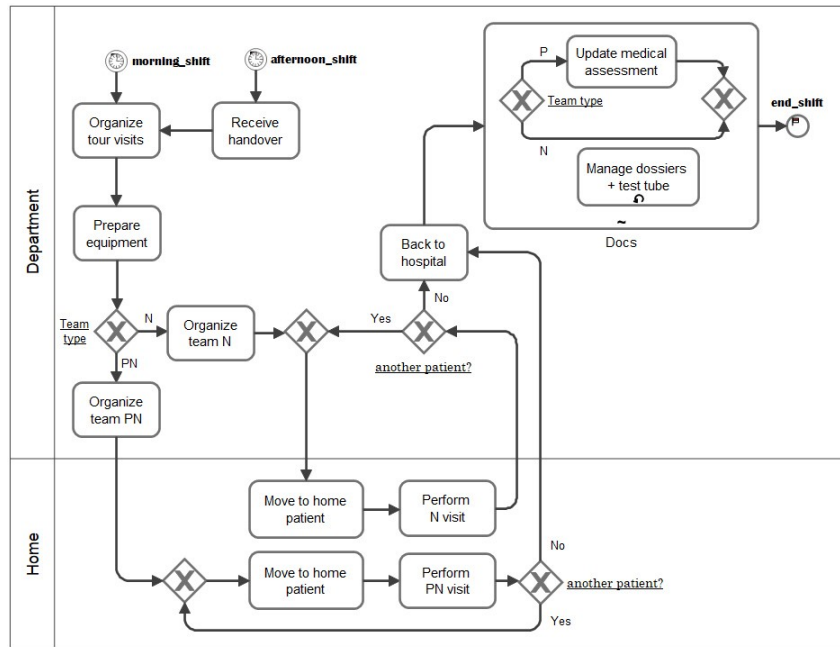 Department
morning_shift
afternoon_shift
Organize
tour visits
Receive
handover
P
Update medical
assessment
Team type
N
Manage dossiers
+ test tube
~
Docs
end_shift
Prepare
equipment
Back to
hospital
Team
type
N
Organize
team N
Yes
No
another patient?
PN
Organize
team PN
Home
Move to home
patient
Perform
N visit
No
Move to home
patient
Perform
PN visit
another patient?
Yes